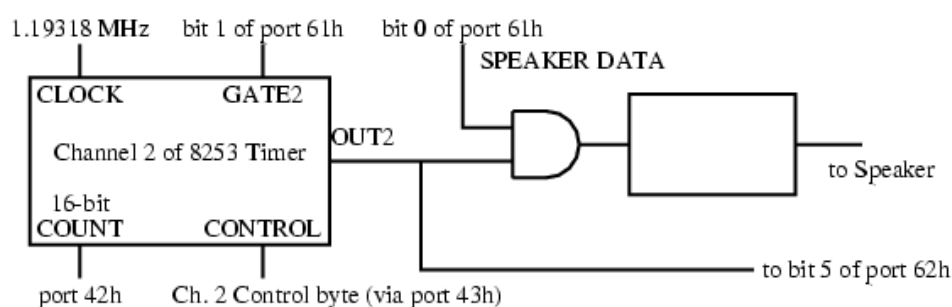 1.19318 MHz bit 1 of port 61h bit 0 of port 61h
SPEAKER DATA
CLOCK GATE2
OUT2
Channel 2 of 8253 Timer
to Speaker
16-bit
COUNT CONTROL
to bit 5 of port 62h
port 42h Ch. 2 Control byte (via port 43h)